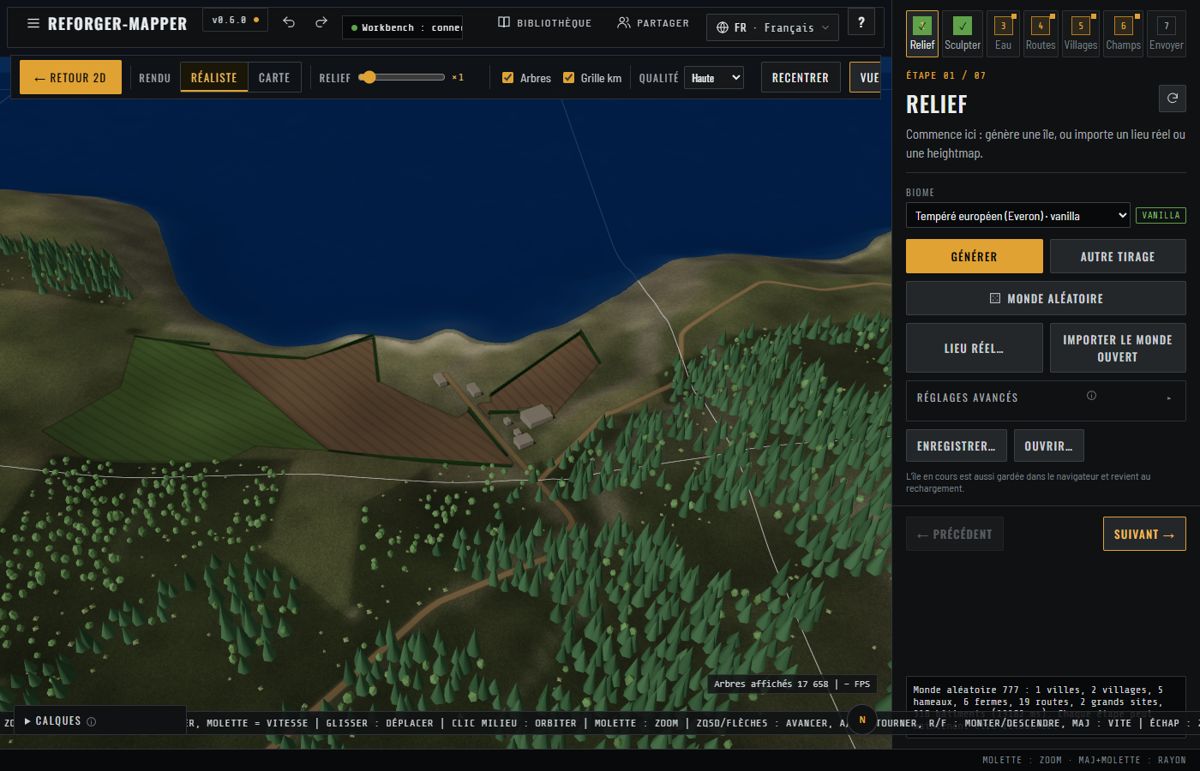 REFORGER-MAPPER
v0.5.0
Workbench : conne
BIBLIOTHÈQUE
PARTAGER
FR · Français
?
← RETOUR 2D
RENDU
RÉALISTE
CARTE
RELIEF
×1
Arbres
Grille km
QUALITÉ
Haute
RECENTRER
VUE
Relief
✓
Sculpter
3
Eau
4
Routes
5
Villages
6
Champs
7
Envoyer
ÉTAPE 01 / 07
RELIEF
Commence ici : génère une île, ou importe un lieu réel ou
une heightmap.
BIOME
Tempéré européen (Everon) · vanilla
VANILLA
GÉNÉRER
AUTRE TIRAGE
MONDE ALÉATOIRE
LIEU RÉEL…
IMPORTER LE MONDE
OUVERT
RÉGLAGES AVANCÉS
ENREGISTRER…
OUVRIR…
L'île en cours est aussi gardée dans le navigateur et revient au
rechargement.
← PRÉCÉDENT
SUIVANT →
Arbres affichés 17 658 | – FPS
Monde aléatoire 777 : 1 villes, 2 villages, 5
hameaux, 6 fermes, 19 routes, 2 grands sites,
CALQUES
MOLETTE = VITESSE | GLISSER : DÉPLACER | CLIC MILIEU : ORBITER | MOLETTE : ZOOM | ZQSD/FLÈCHES : AVANCER,
N
TOURNER, R/F : MONTER/DESCENDRE, MAJ : VITE | ÉCHAP :
MOLETTE : ZOOM · MAJ+MOLETTE : RAYON